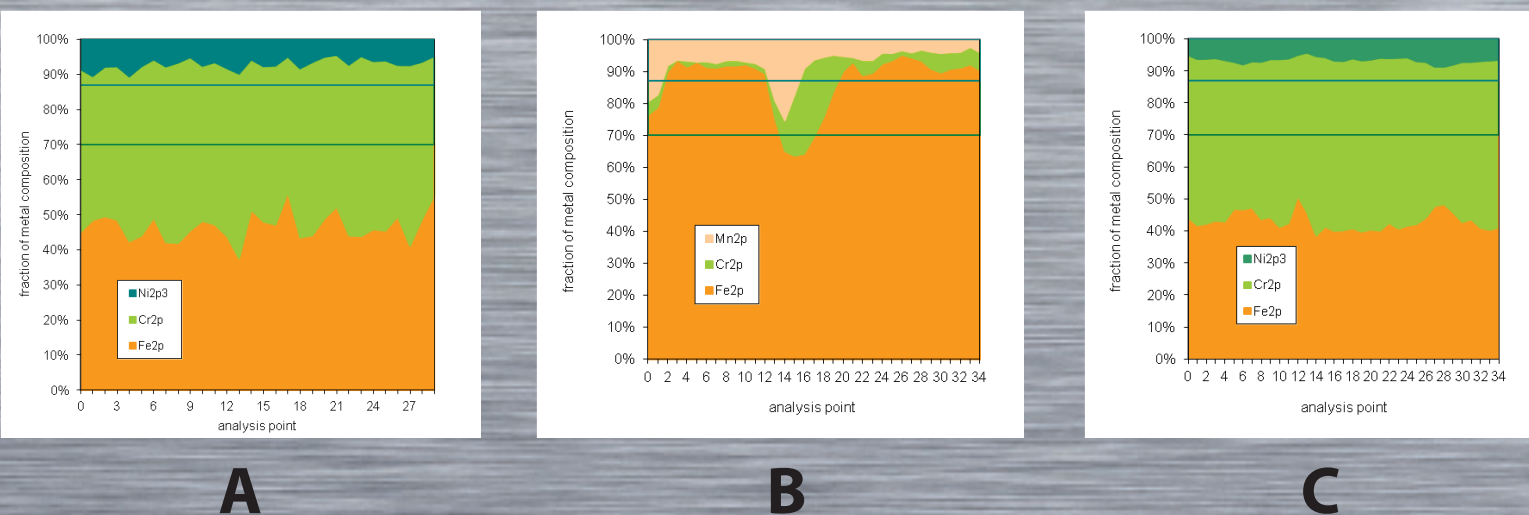 100%
90%
80%
70%
60%
50%
40%
30%
20%
10%
0%
fraction of metal composition
Ni2p3
Cr2p
Fe2p
0 3 6 9 12 15 18 21 24 27
analysis point
A
100%
90%
80%
70%
60%
50%
40%
30%
20%
10%
0%
fraction of metal composition
Mn2p
Cr2p
Fe2p
0 2 4 6 8 10 12 14 16 18 20 22 24 26 28 30 32 34
analysis point
B
100%
90%
80%
70%
60%
50%
40%
30%
20%
10%
0%
fraction of metal composition
Ni2p3
Cr2p
Fe2p
0 2 4 6 8 10 12 14 16 18 20 22 24 26 28 30 32 34
analysis point
C